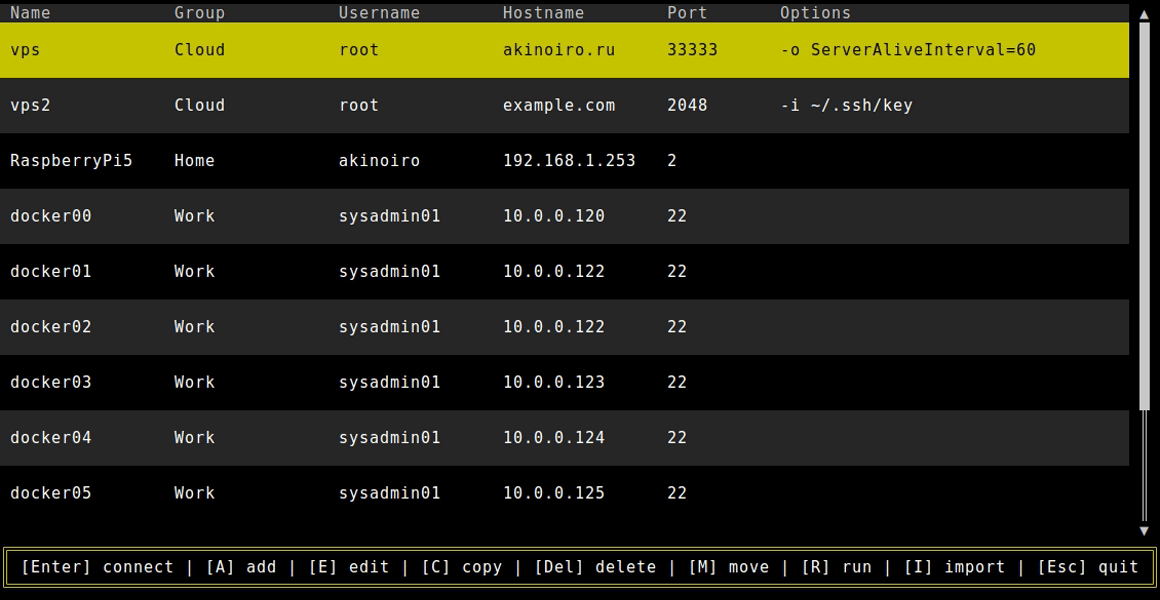 Name Group Username Hostname Port Options ▲
vps Cloud root akinoiro.ru 33333 -o ServerAliveInterval=60
vps2 Cloud root example.com 2048 -i ~/.ssh/key
RaspberryPi5 Home akinoiro 192.168.1.253 2
docker00 Work sysadmin01 10.0.0.120 22
docker01 Work sysadmin01 10.0.0.122 22
docker02 Work sysadmin01 10.0.0.122 22
docker03 Work sysadmin01 10.0.0.123 22
docker04 Work sysadmin01 10.0.0.124 22
docker05 Work sysadmin01 10.0.0.125 22
▼
[Enter] connect | [A] add | [E] edit | [C] copy | [Del] delete | [M] move | [R] run | [I] import | [Esc] quit